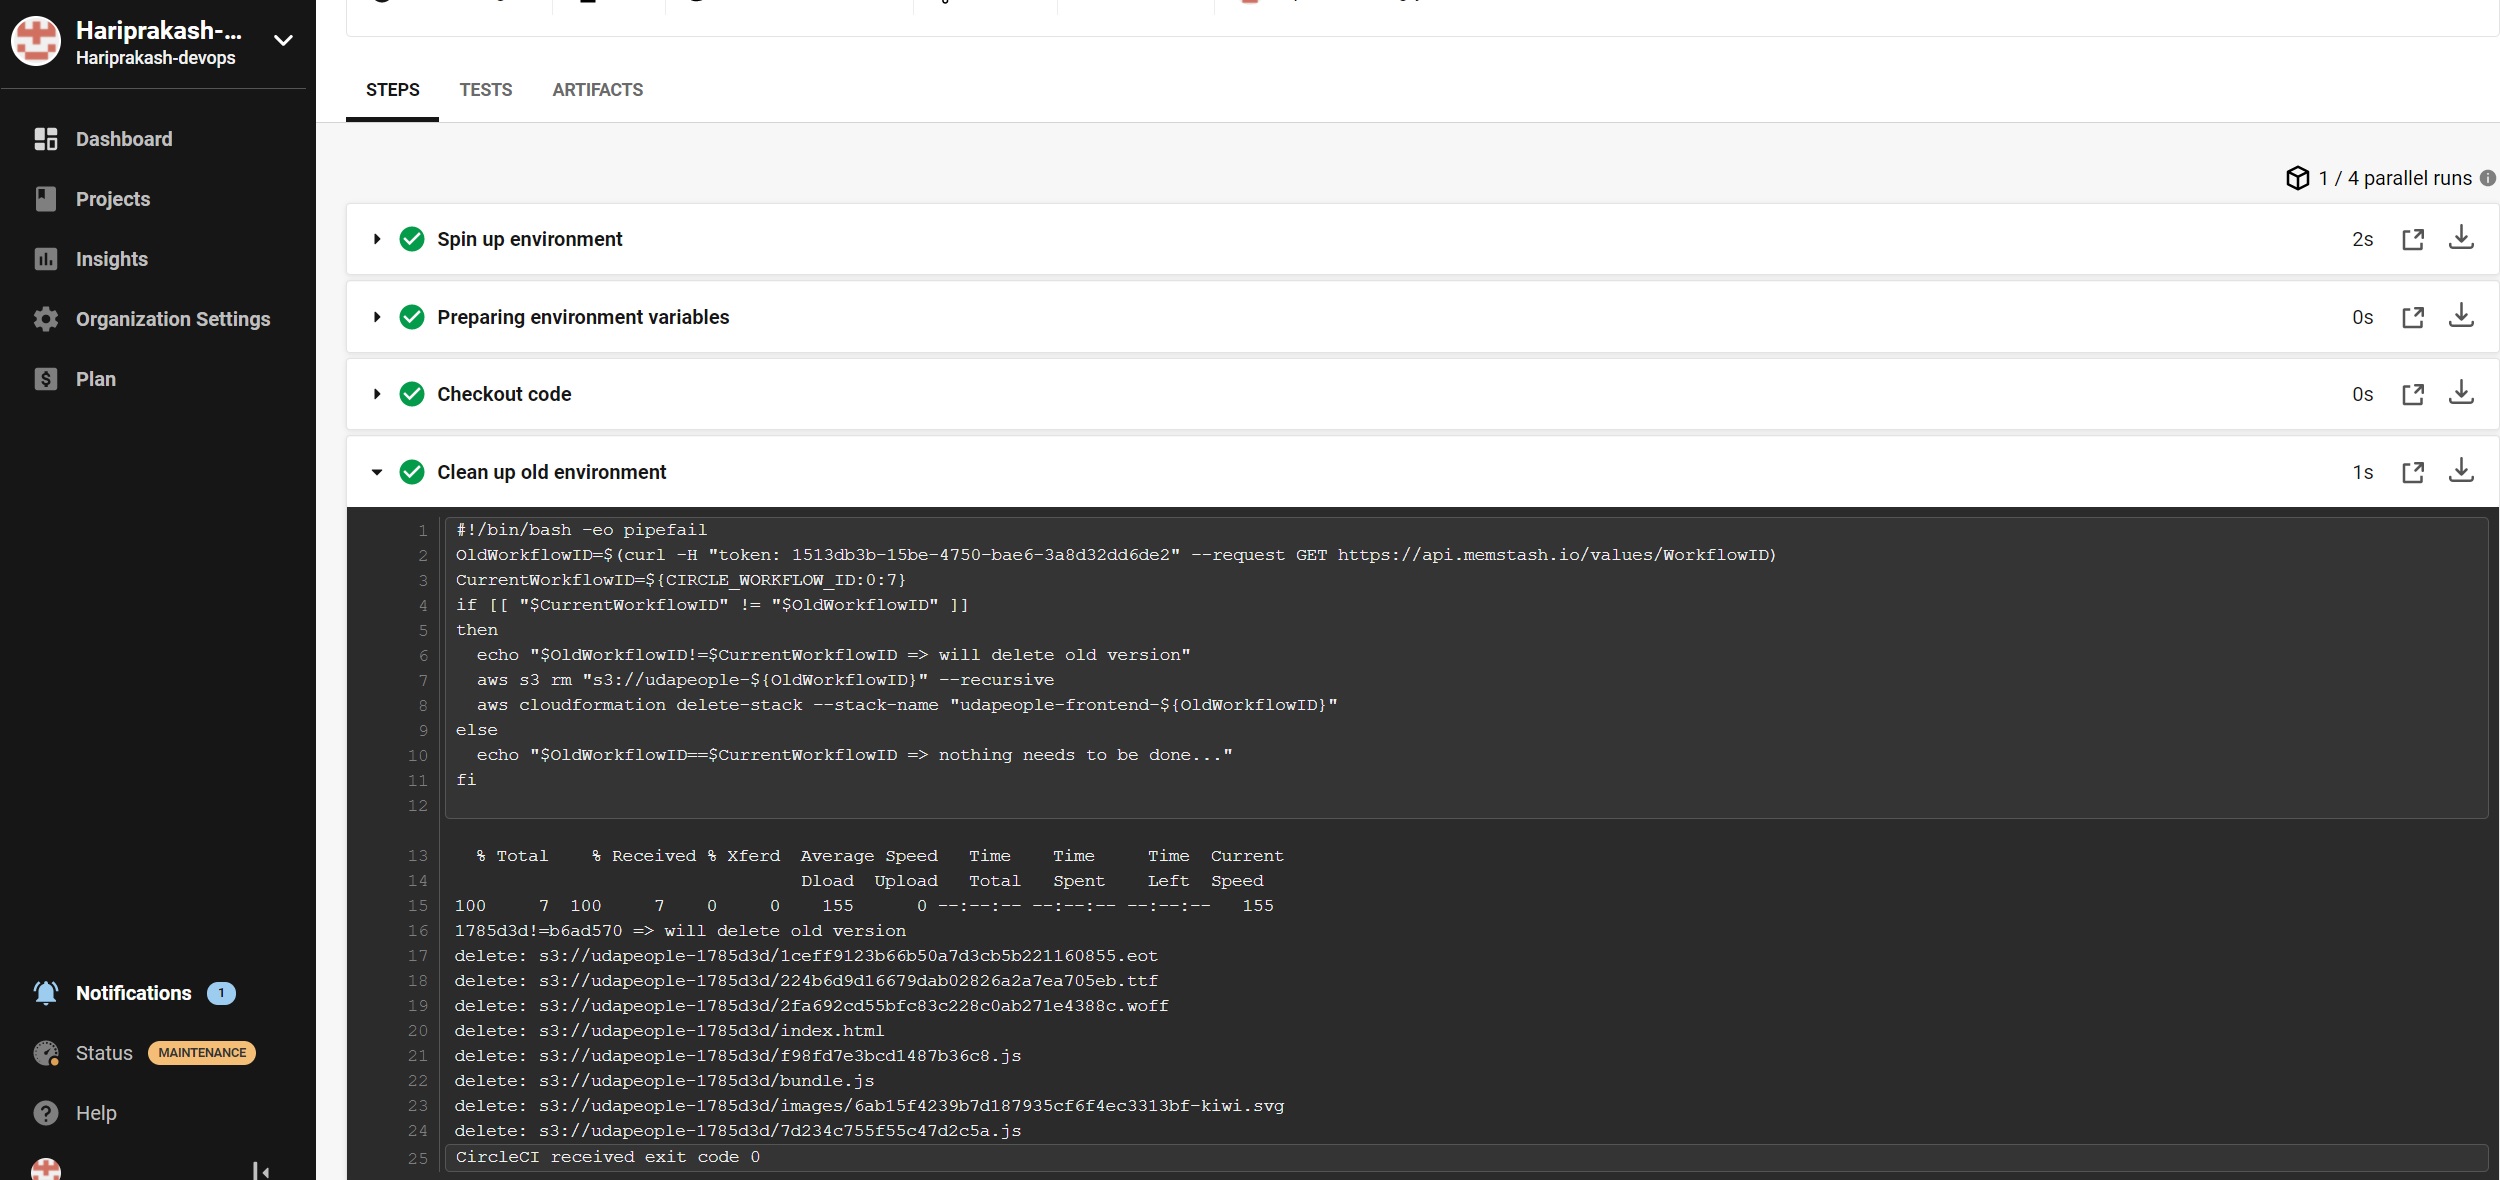 Hariprakash-...
Hariprakash-devops
Dashboard
Projects
Insights
Organization Settings
Plan
Notifications 1
Status MAINTENANCE
Help
STEPS TESTS ARTIFACTS
1 / 4 parallel runs
Spin up environment 2s
Preparing environment variables 0s
Checkout code 0s
Clean up old environment 1s
1 #!/bin/bash -eo pipefail
2 OldWorkflowID=$(curl -H "token: 1513db3b-15be-4750-bae6-3a8d32dd6de2" --request GET https://api.memstash.io/values/WorkflowID)
3 CurrentWorkflowID=${CIRCLE_WORKFLOW_ID:0:7}
4 if [[ "$CurrentWorkflowID" != "$OldWorkflowID" ]]
5 then
6   echo "$OldWorkflowID!=$CurrentWorkflowID => will delete old version"
7   aws s3 rm "s3://udapeople-${OldWorkflowID}" --recursive
8   aws cloudformation delete-stack --stack-name "udapeople-frontend-${OldWorkflowID}"
9 else
10   echo "$OldWorkflowID==$CurrentWorkflowID => nothing needs to be done..."
11 fi
12
13   % Total    % Received % Xferd  Average Speed   Time    Time     Time  Current
14                                  Dload  Upload   Total   Spent    Left  Speed
15 100     7  100     7    0     0    155      0 --:--:-- --:--:-- --:--:--   155
16 1785d3d!=b6ad570 => will delete old version
17 delete: s3://udapeople-1785d3d/1ceff9123b66b50a7d3cb5b221160855.eot
18 delete: s3://udapeople-1785d3d/224b6d9d16679dab02826a2a7ea705eb.ttf
19 delete: s3://udapeople-1785d3d/2fa692cd55bfc83c228c0ab271e4388c.woff
20 delete: s3://udapeople-1785d3d/index.html
21 delete: s3://udapeople-1785d3d/f98fd7e3bcd1487b36c8.js
22 delete: s3://udapeople-1785d3d/bundle.js
23 delete: s3://udapeople-1785d3d/images/6ab15f4239b7d187935cf6f4ec3313bf-kiwi.svg
24 delete: s3://udapeople-1785d3d/7d234c755f55c47d2c5a.js
25 CircleCI received exit code 0